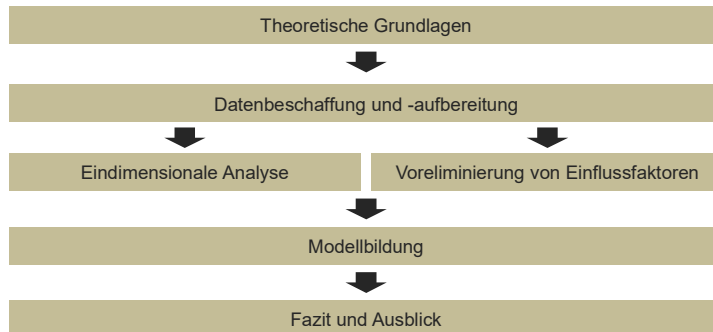 Theoretische Grundlagen
Datenbeschaffung und -aufbereitung
Eindimensionale Analyse
Voreliminierung von Einflussfaktoren
Modellbildung
Fazit und Ausblick